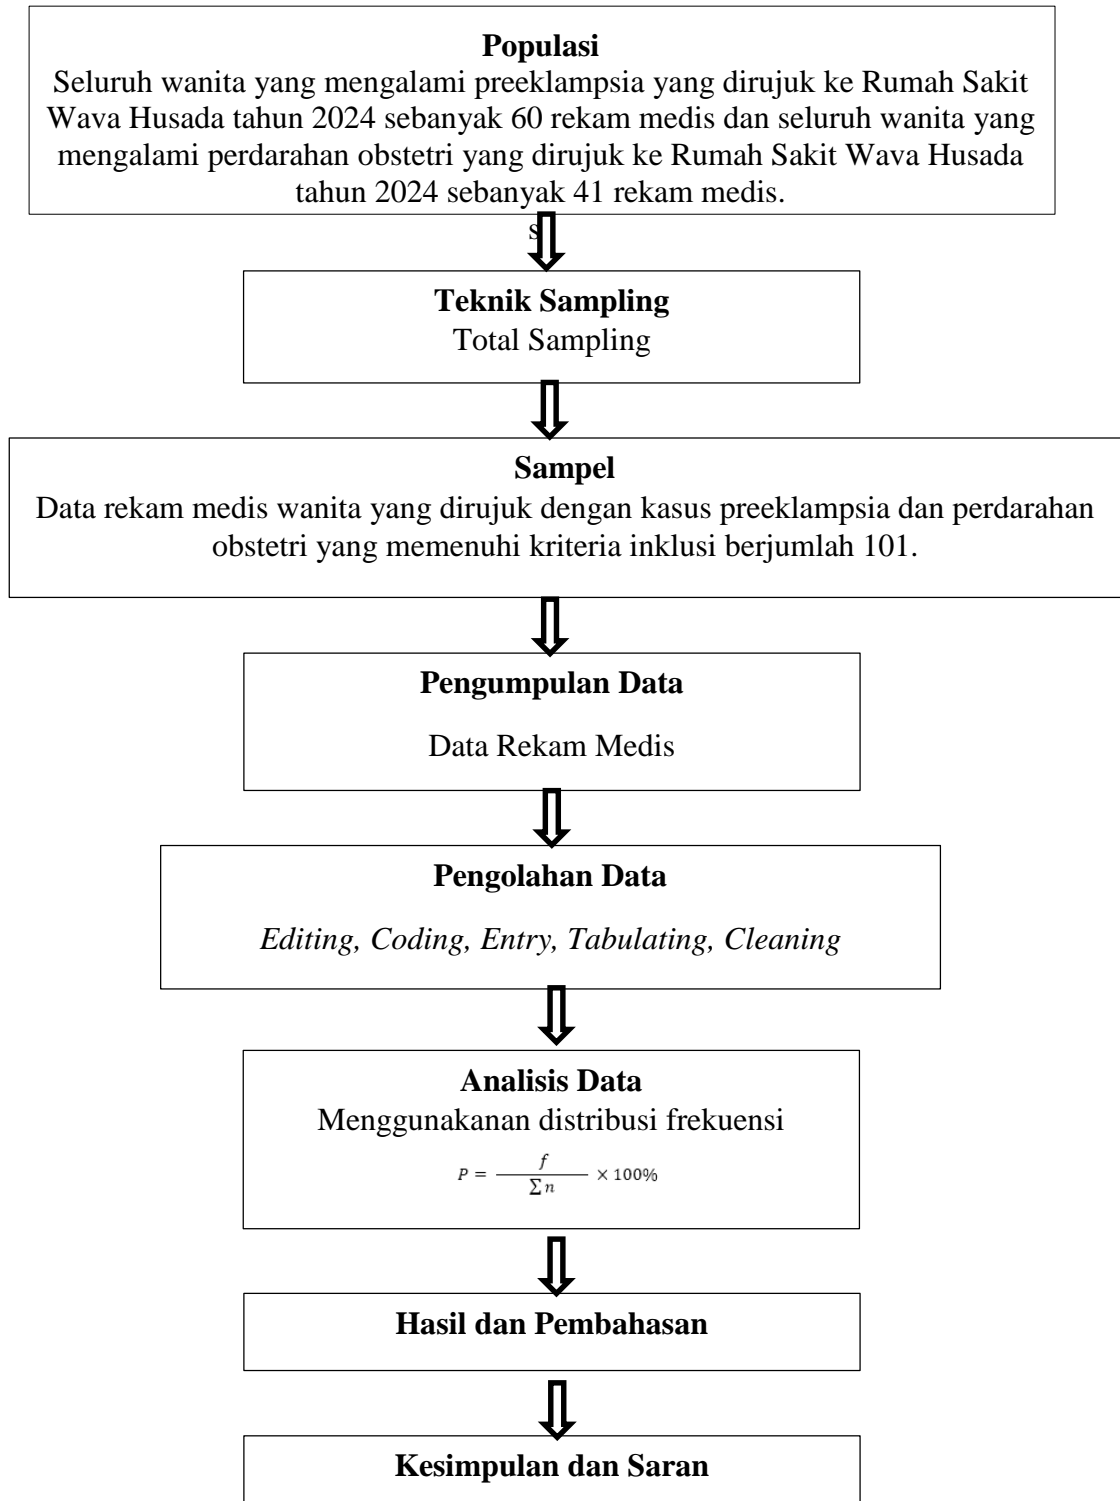 Populasi
Seluruh wanita yang mengalami preeklampsia yang dirujuk ke Rumah Sakit
Wava Husada tahun 2024 sebanyak 60 rekam medis dan seluruh wanita yang
mengalami perdarahan obstetri yang dirujuk ke Rumah Sakit Wava Husada
tahun 2024 sebanyak 41 rekam medis.
s
Teknik Sampling
Total Sampling
Sampel
Data rekam medis wanita yang dirujuk dengan kasus preeklampsia dan perdarahan
obstetri yang memenuhi kriteria inklusi berjumlah 101.
Pengumpulan Data
Data Rekam Medis
Pengolahan Data
Editing, Coding, Entry, Tabulating, Cleaning
Analisis Data
Menggunakanan distribusi frekuensi
P = f / ∑ n × 100%
Hasil dan Pembahasan
Kesimpulan dan Saran